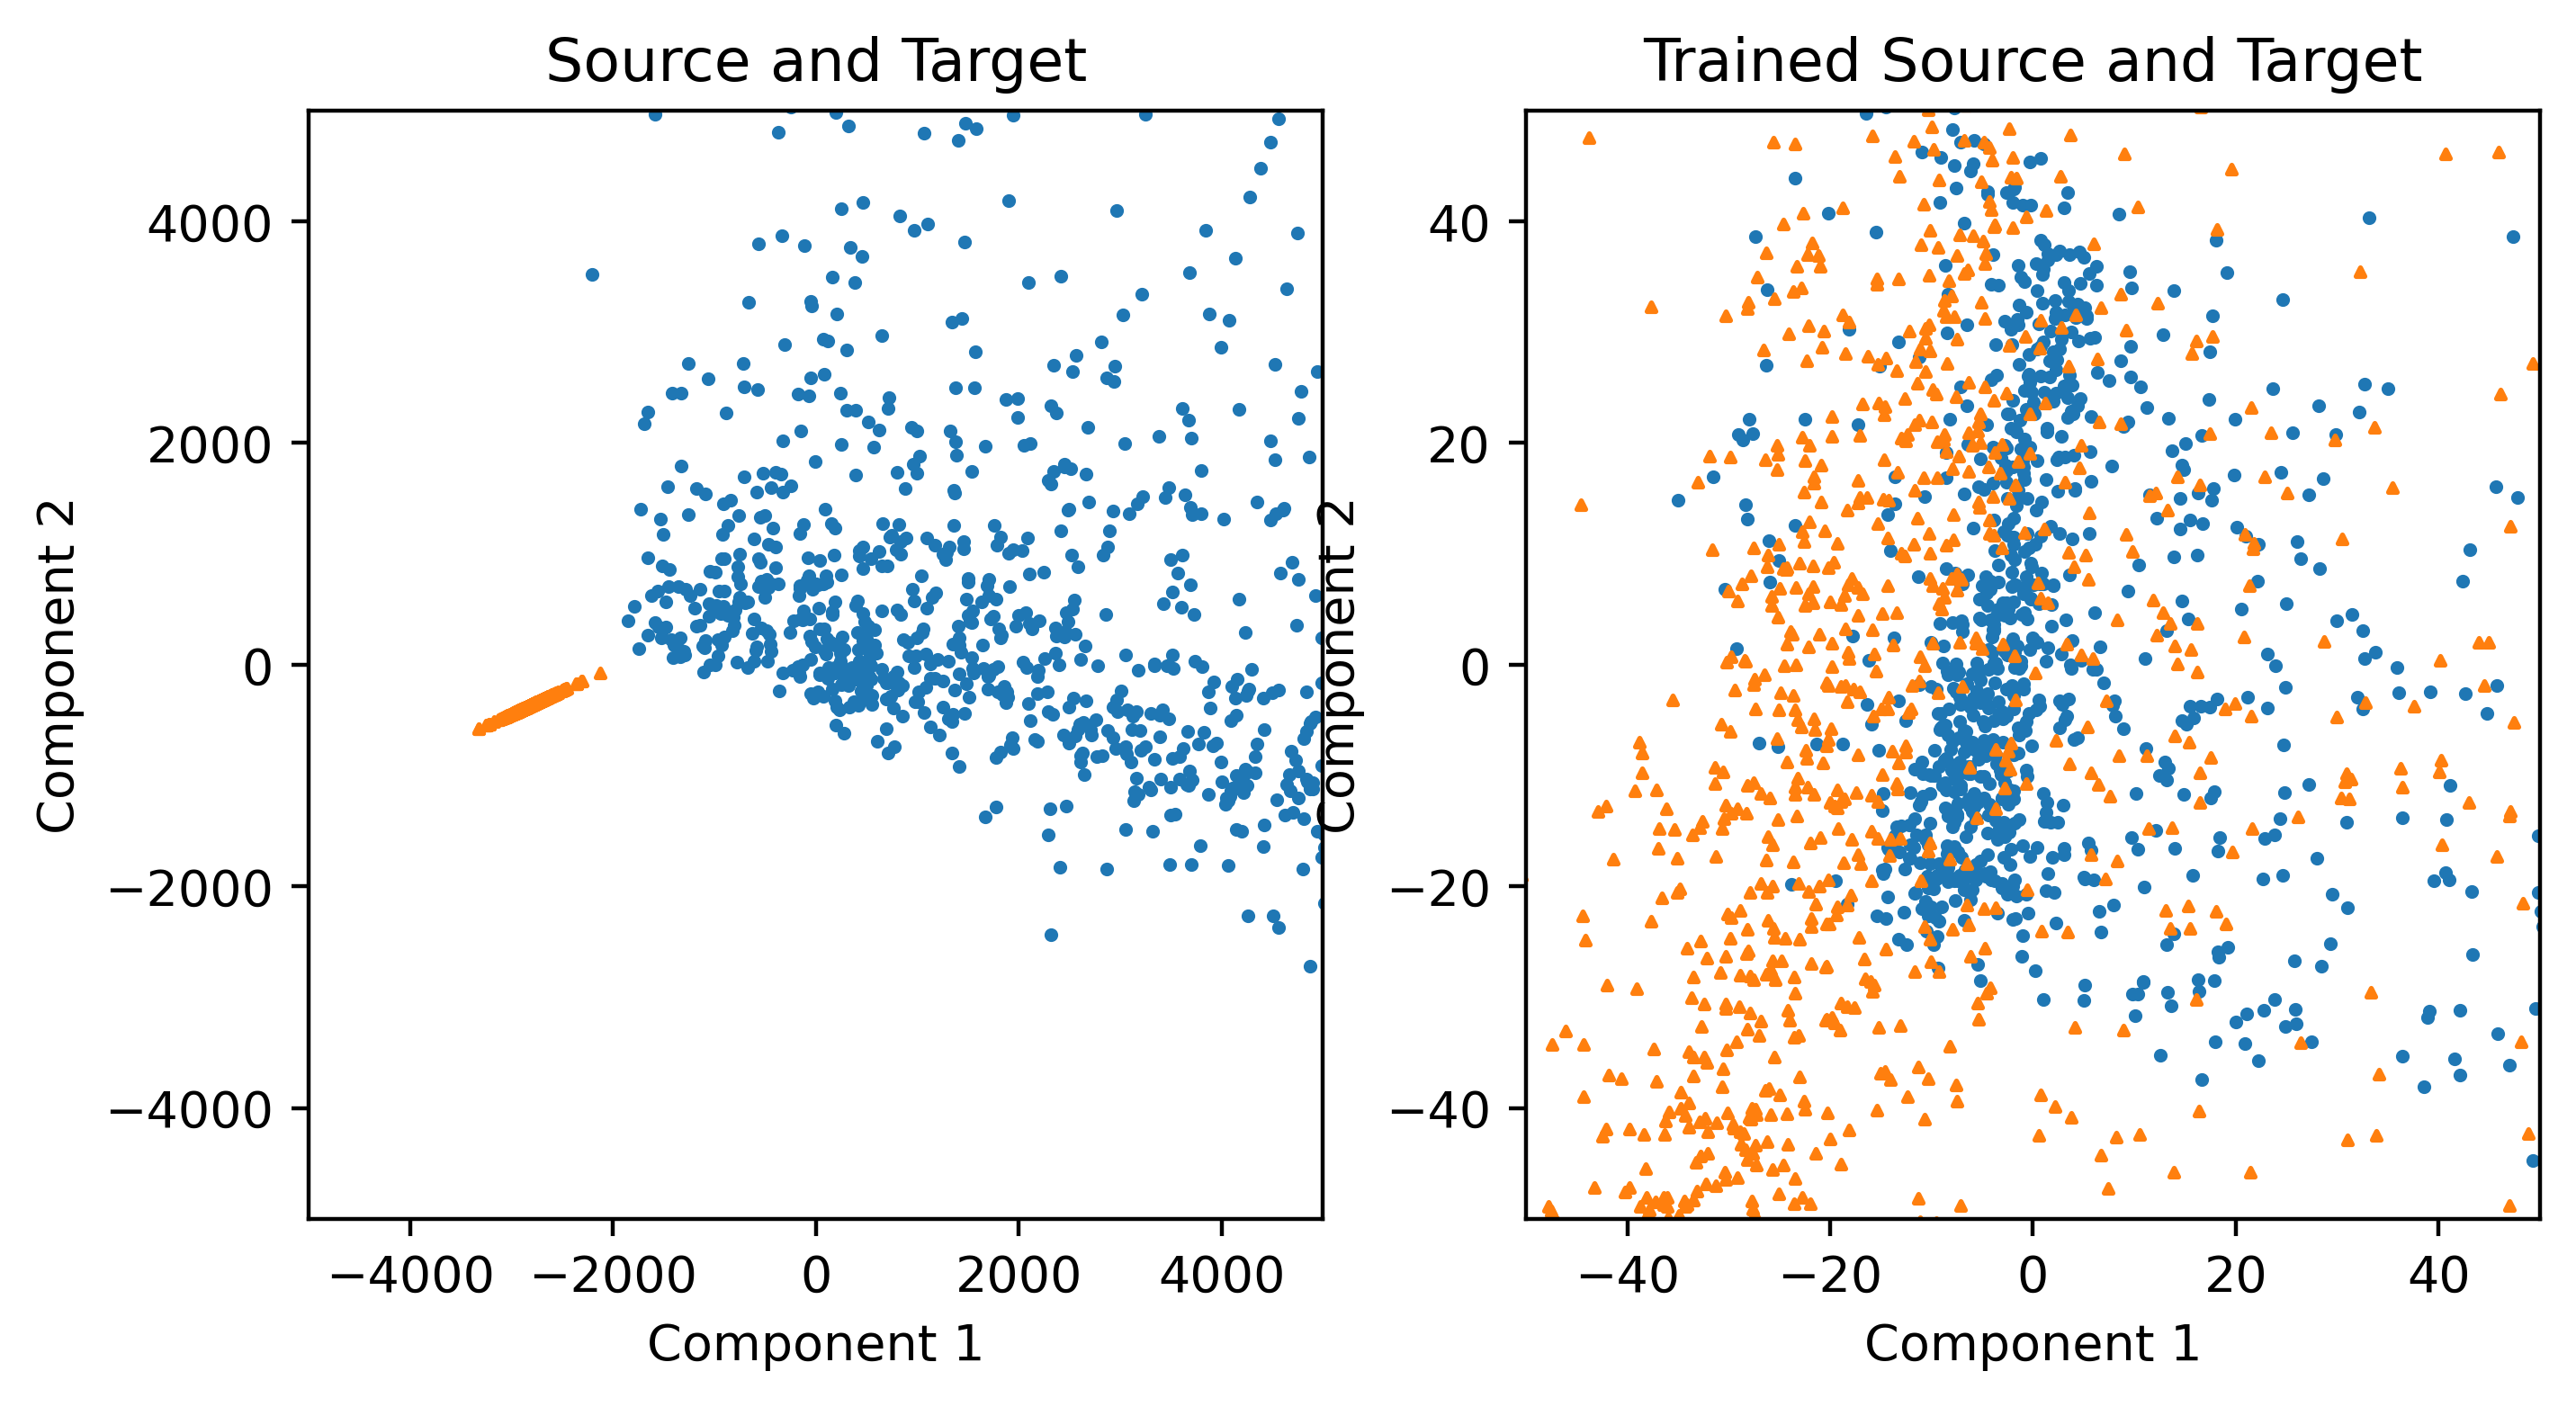 Source and Target
Component 2
4000
2000
0
−2000
−4000
−4000 −2000 0 2000 4000
Component 1
Trained Source and Target
Component 2
40
20
0
−20
−40
−40 −20 0 20 40
Component 1